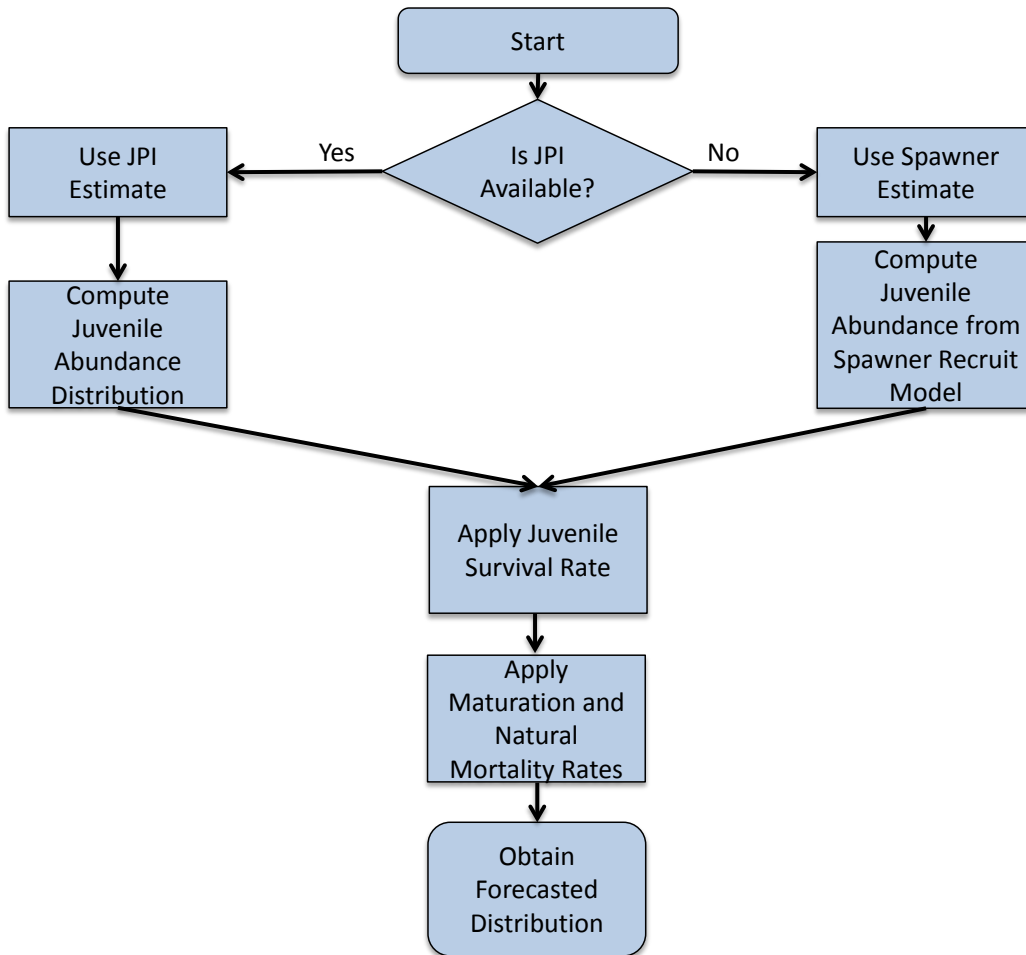 Start
Is JPI
Available?
Yes
No
Use JPI
Estimate
Use Spawner
Estimate
Compute
Juvenile
Abundance
Distribution
Compute
Juvenile
Abundance from
Spawner Recruit
Model
Apply Juvenile
Survival Rate
Apply
Maturation and
Natural
Mortality Rates
Obtain
Forecasted
Distribution